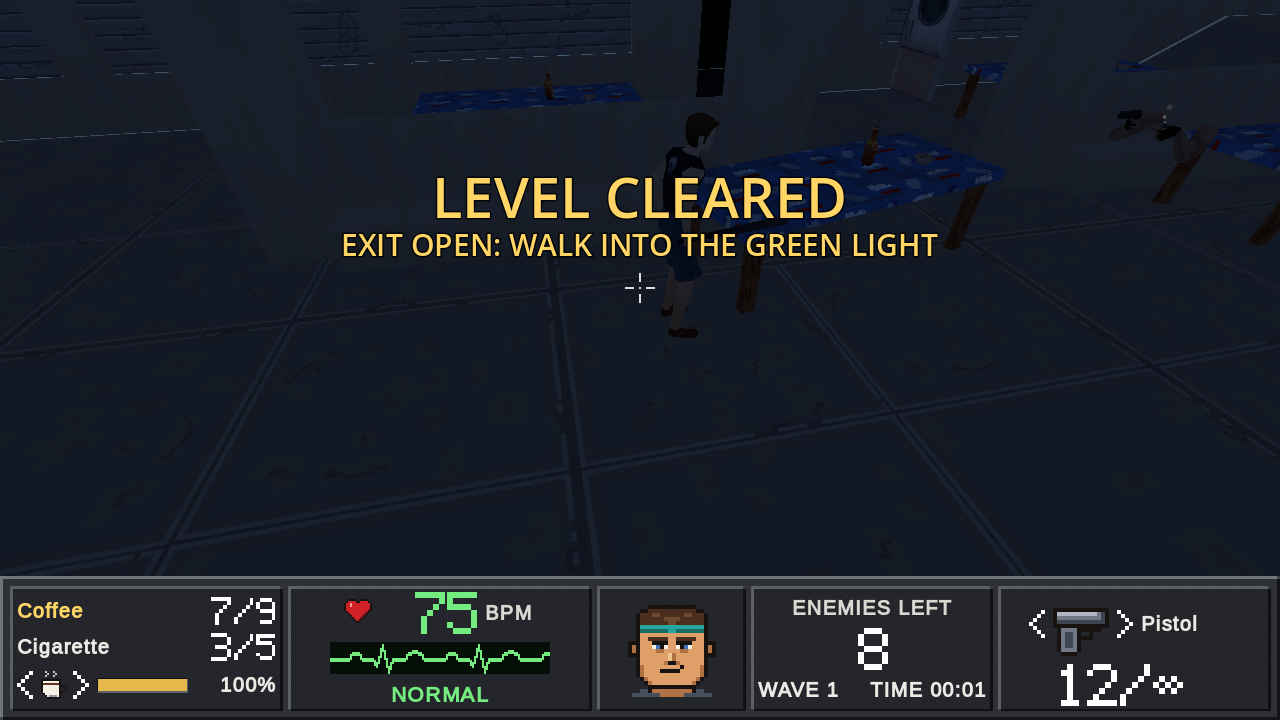 LEVEL CLEARED
EXIT OPEN: WALK INTO THE GREEN LIGHT
Coffee 7/9
Cigarette 3/5
100%
75 BPM
NORMAL
ENEMIES LEFT
8
WAVE 1 TIME 00:01
Pistol
12/∞